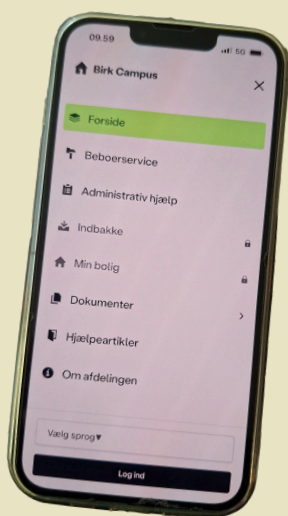 09.59
50
Birk Campus
Forside
Beboerservice
Administrativ hjælp
Indbakke
Min bolig
Dokumenter
Hjælpeartikler
Om afdelingen
Vælg sprog▼
Log ind